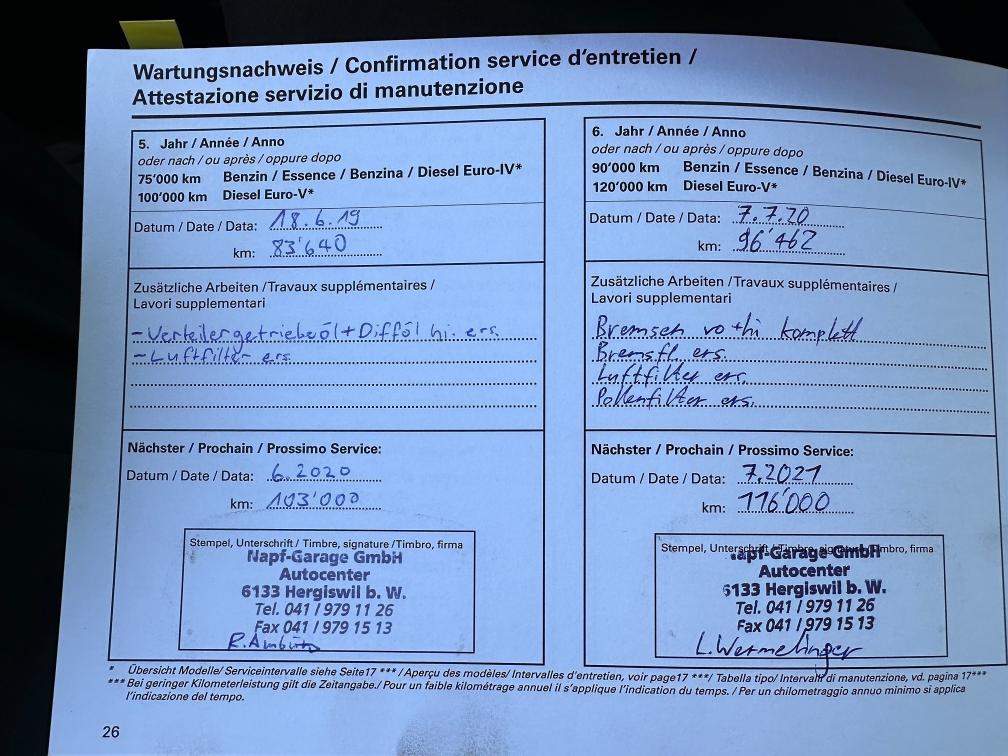 Wartungsnachweis / Confirmation service d'entretien /
Attestazione servizio di manutenzione
5. Jahr / Année / Anno
oder nach / ou après / oppure dopo
75'000 km Benzin / Essence / Benzina / Diesel Euro-IV*
100'000 km Diesel Euro-V*
Datum / Date / Data: 18.6.19
km: 83'640
Zusätzliche Arbeiten / Travaux supplémentaires /
Lavori supplementari
- Verteilergetriebeöl + Difföl hi. ers.
- Luftfilter ers.
Nächster / Prochain / Prossimo Service:
Datum / Date / Data: 6.2020
km: 103'000
Stempel, Unterschrift / Timbre, signature / Timbro, firma
Napf-Garage GmbH
Autocenter
6133 Hergiswil b. W.
Tel. 041 / 979 11 26
Fax 041 / 979 15 13
6. Jahr / Année / Anno
oder nach / ou après / oppure dopo
90'000 km Benzin / Essence / Benzina / Diesel Euro-IV*
120'000 km Diesel Euro-V*
Datum / Date / Data: 7.7.20
km: 96'462
Zusätzliche Arbeiten / Travaux supplémentaires /
Lavori supplementari
Bremsen vo + hi komplett
Bremsfl. ers.
Luftfilter ers.
Pollenfilter ers.
Nächster / Prochain / Prossimo Service:
Datum / Date / Data: 7.2021
km: 116'000
Stempel, Unterschrift / Timbre, signature / Timbro, firma
apf-Garage GmbH
Autocenter
6133 Hergiswil b. W.
Tel. 041 / 979 11 26
Fax 041 / 979 15 13
L. Wermelinger
* Übersicht Modelle/ Serviceintervalle siehe Seite17 *** / Aperçu des modèles/ Intervalles d'entretien, voir page17 ***/ Tabella tipo/ Intervalli di manutenzione, vd. pagina 17***
*** Bei geringer Kilometerleistung gilt die Zeitangabe./ Pour un faible kilométrage annuel il s'applique l'indication du temps. / Per un chilometraggio annuo minimo si applica
l'indicazione del tempo.
26